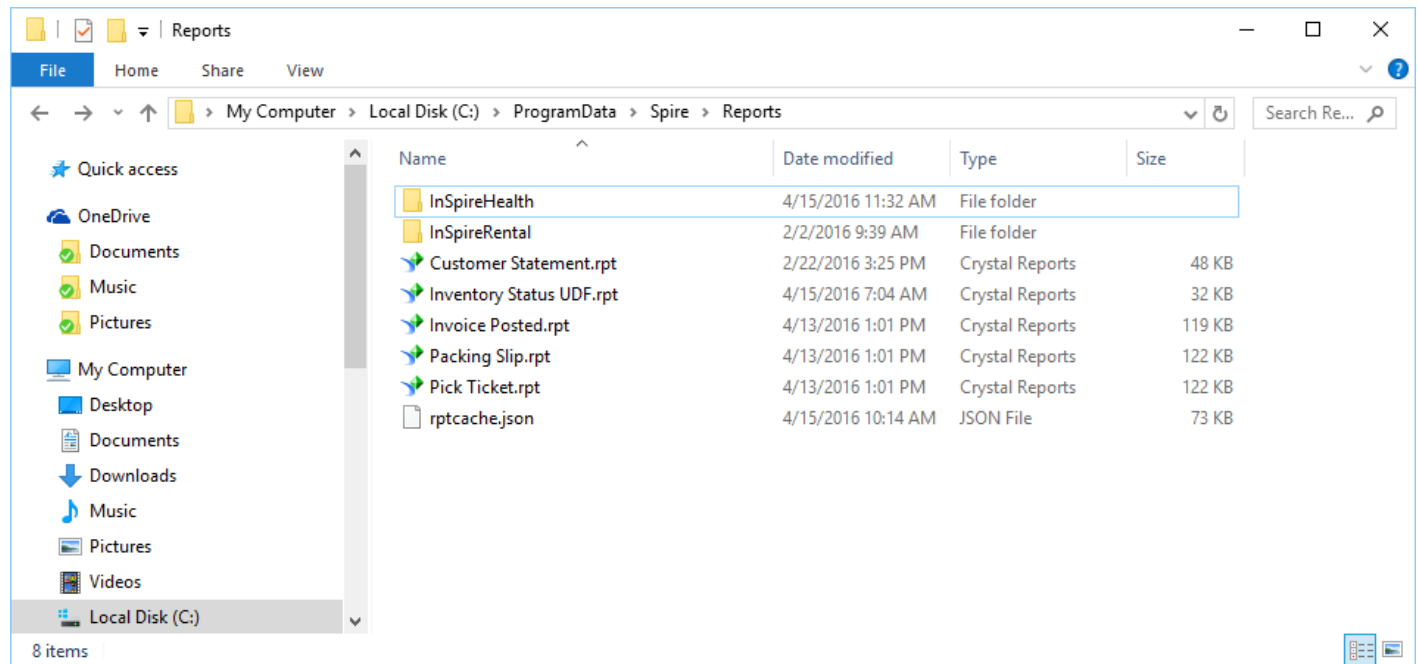 Reports
File Home Share View
My Computer > Local Disk (C:) > ProgramData > Spire > Reports Search Re...
Quick access
OneDrive
Documents
Music
Pictures
My Computer
Desktop
Documents
Downloads
Music
Pictures
Videos
Local Disk (C:)
Name Date modified Type Size
InSpireHealth 4/15/2016 11:32 AM File folder
InSpireRental 2/2/2016 9:39 AM File folder
Customer Statement.rpt 2/22/2016 3:25 PM Crystal Reports 48 KB
Inventory Status UDF.rpt 4/15/2016 7:04 AM Crystal Reports 32 KB
Invoice Posted.rpt 4/13/2016 1:01 PM Crystal Reports 119 KB
Packing Slip.rpt 4/13/2016 1:01 PM Crystal Reports 122 KB
Pick Ticket.rpt 4/13/2016 1:01 PM Crystal Reports 122 KB
rptcache.json 4/15/2016 10:14 AM JSON File 73 KB
8 items